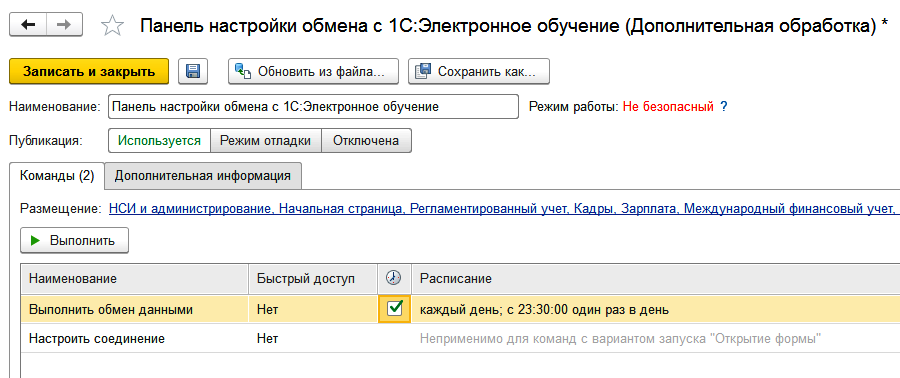 Панель настройки обмена с 1С:Электронное обучение (Дополнительная обработка) *
Записать и закрыть Обновить из файла... Сохранить как...
Наименование: Панель настройки обмена с 1С:Электронное обучение Режим работы: Не безопасный ?
Публикация: Используется Режим отладки Отключена
Команды (2) Дополнительная информация
Размещение: НСИ и администрирование, Начальная страница, Регламентированный учет, Кадры, Зарплата, Международный финансовый учет,
Выполнить
Наименование Быстрый доступ Расписание
Выполнить обмен данными Нет каждый день; с 23:30:00 один раз в день
Настроить соединение Нет Неприменимо для команд с вариантом запуска "Открытие формы"